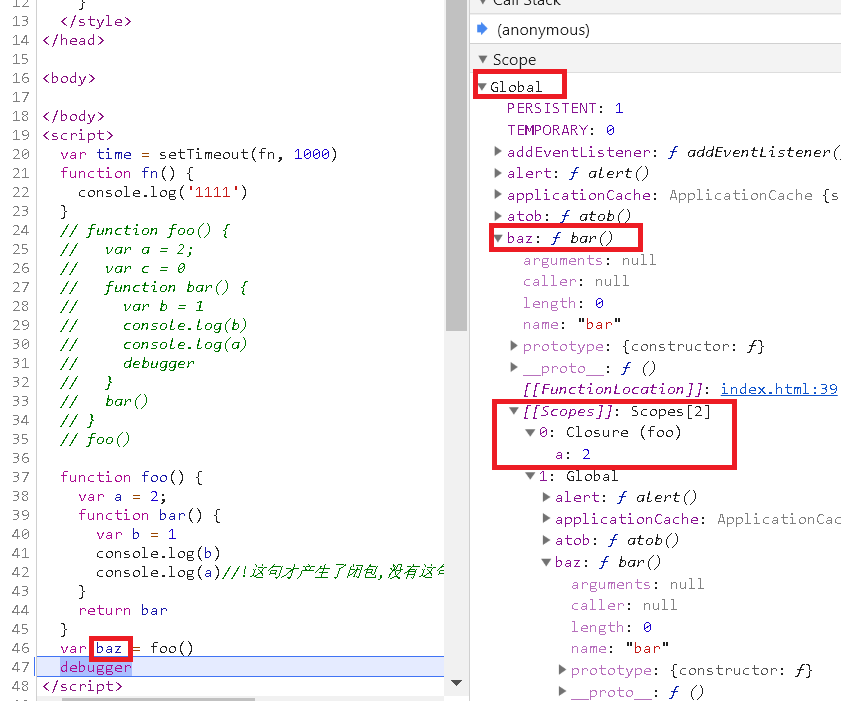 12 }
13 </style>
14 </head>
15
16 <body>
17
18 </body>
19 <script>
20 var time = setTimeout(fn, 1000)
21 function fn() {
22 console.log('1111')
23 }
24 // function foo() {
25 // var a = 2;
26 // var c = 0
27 // function bar() {
28 // var b = 1
29 // console.log(b)
30 // console.log(a)
31 // debugger
32 // }
33 // bar()
34 // }
35 // foo()
36
37 function foo() {
38 var a = 2;
39 function bar() {
40 var b = 1
41 console.log(b)
42 console.log(a)//!这句才产生了闭包,没有这
43 }
44 return bar
45 }
46 var baz = foo()
47 debugger
48 </script>
Call Stack
(anonymous)
Scope
Global
PERSISTENT: 1
TEMPORARY: 0
addEventListener: ƒ addEventListener(
alert: ƒ alert()
applicationCache: ApplicationCache {s
atob: ƒ atob()
baz: ƒ bar()
arguments: null
caller: null
length: 0
name: "bar"
prototype: {constructor: ƒ}
__proto__: ƒ ()
[[FunctionLocation]]: index.html:39
[[Scopes]]: Scopes[2]
0: Closure (foo)
a: 2
1: Global
alert: ƒ alert()
applicationCache: ApplicationCac
atob: ƒ atob()
baz: ƒ bar()
arguments: null
caller: null
length: 0
name: "bar"
prototype: {constructor: ƒ}
__proto__: ƒ ()